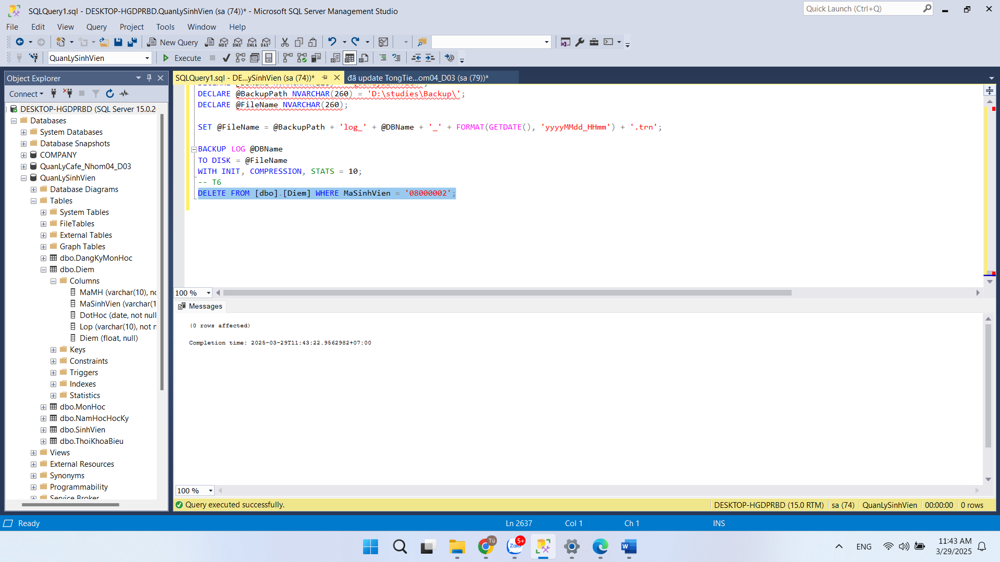 SQLQuery1.sql - DESKTOP-HGDPRBD.QuanLySinhVien (sa (74))* - Microsoft SQL Server Management Studio
Quick Launch (Ctrl+Q)
File Edit View Query Project Tools Window Help
New Query MDX DMX XMLA DAX
QuanLySinhVien Execute
Object Explorer
Connect
DESKTOP-HGDPRBD (SQL Server 15.0.2
Databases
System Databases
Database Snapshots
COMPANY
QuanLyCafe_Nhom04_D03
QuanLySinhVien
Database Diagrams
Tables
System Tables
FileTables
External Tables
Graph Tables
dbo.DangKyMonHoc
dbo.Diem
Columns
MaMH (varchar(10), nc
MaSinhVien (varchar(1
DotHoc (date, not null
Lop (varchar(10), not n
Diem (float, null)
Keys
Constraints
Triggers
Indexes
Statistics
dbo.MonHoc
dbo.NamHocHocKy
dbo.SinhVien
dbo.ThoiKhoaBieu
Views
External Resources
Synonyms
Programmability
Service Broker
SQLQuery1.sql - DE...ySinhVien (sa (74))* đã update TongTie...om04_D03 (sa (79))*
DECLARE @BackupPath NVARCHAR(260) = 'D:\studies\Backup\';
DECLARE @FileName NVARCHAR(260);
SET @FileName = @BackupPath + 'log_' + @DBName + '_' + FORMAT(GETDATE(), 'yyyyMMdd_HHmm') + '.trn';
BACKUP LOG @DBName
TO DISK = @FileName
WITH INIT, COMPRESSION, STATS = 10;
-- T6
DELETE FROM [dbo].[Diem] WHERE MaSinhVien = '08000002';
100 %
Messages
(0 rows affected)
Completion time: 2025-03-29T11:43:22.9562982+07:00
100 %
Query executed successfully. DESKTOP-HGDPRBD (15.0 RTM) sa (74) QuanLySinhVien 00:00:00 0 rows
Ready Ln 2637 Col 1 Ch 1 INS
Tú
Zalo 5+
W
ENG
11:43 AM
3/29/2025